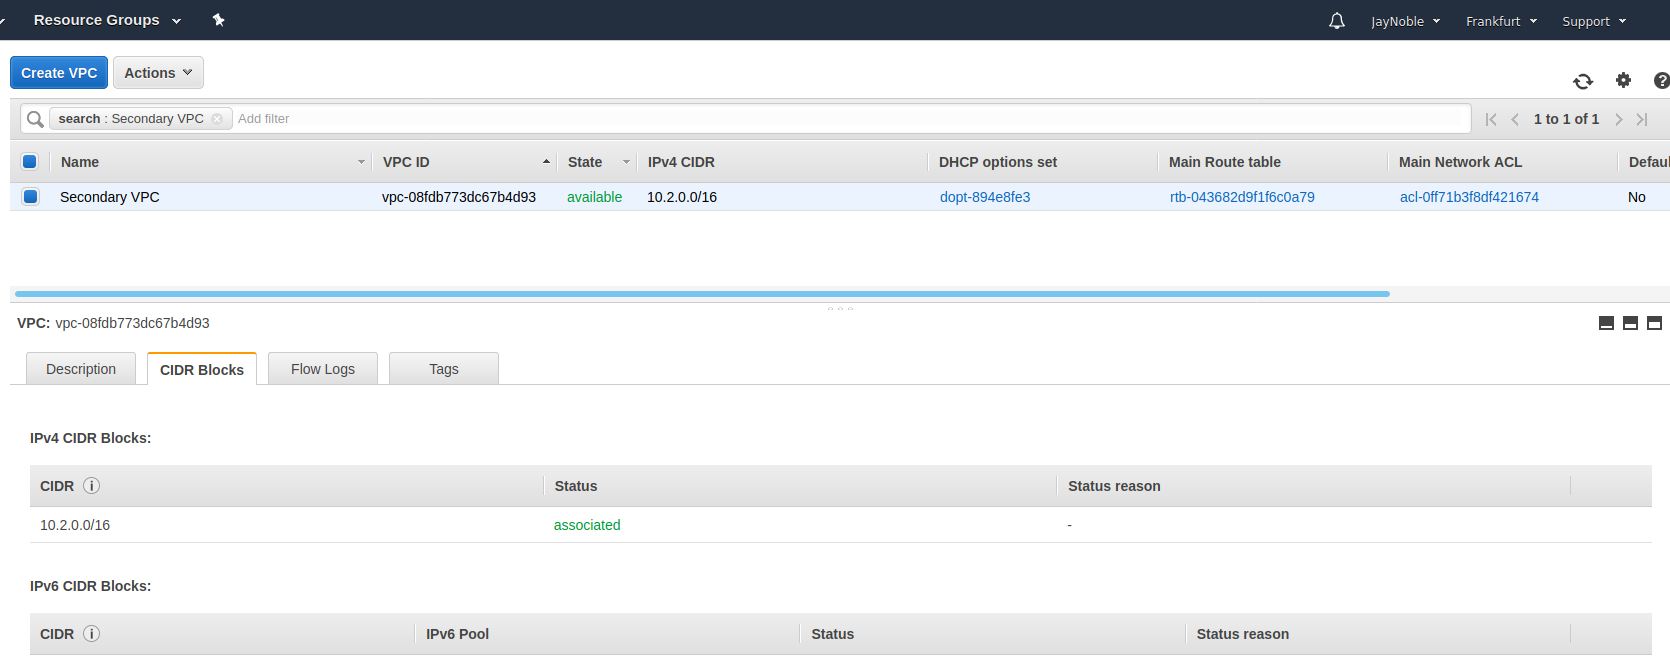 Resource Groups JayNoble Frankfurt Support
Create VPC Actions
search : Secondary VPC Add filter 1 to 1 of 1
Name VPC ID State IPv4 CIDR DHCP options set Main Route table Main Network ACL Defau
Secondary VPC vpc-08fdb773dc67b4d93 available 10.2.0.0/16 dopt-894e8fe3 rtb-043682d9f1f6c0a79 acl-0ff71b3f8df421674 No
VPC: vpc-08fdb773dc67b4d93
Description CIDR Blocks Flow Logs Tags
IPv4 CIDR Blocks:
CIDR Status Status reason
10.2.0.0/16 associated -
IPv6 CIDR Blocks:
CIDR IPv6 Pool Status Status reason